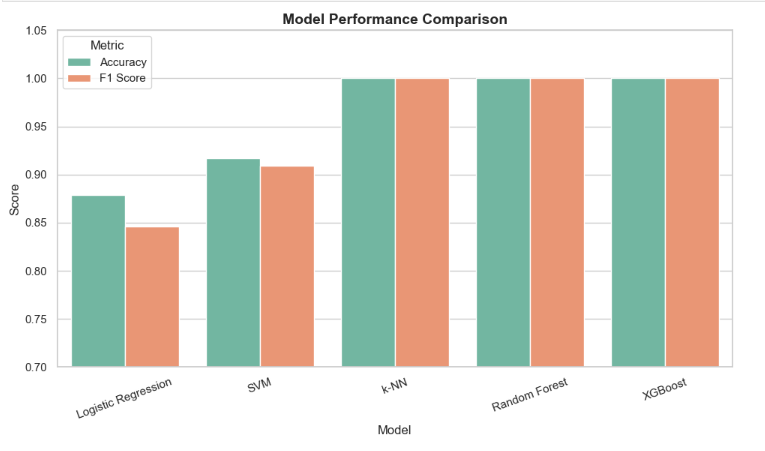 Model Performance Comparison
Metric
Accuracy
F1 Score
Score
1.05
1.00
0.95
0.90
0.85
0.80
0.75
0.70
Logistic Regression
SVM
k-NN
Random Forest
XGBoost
Model